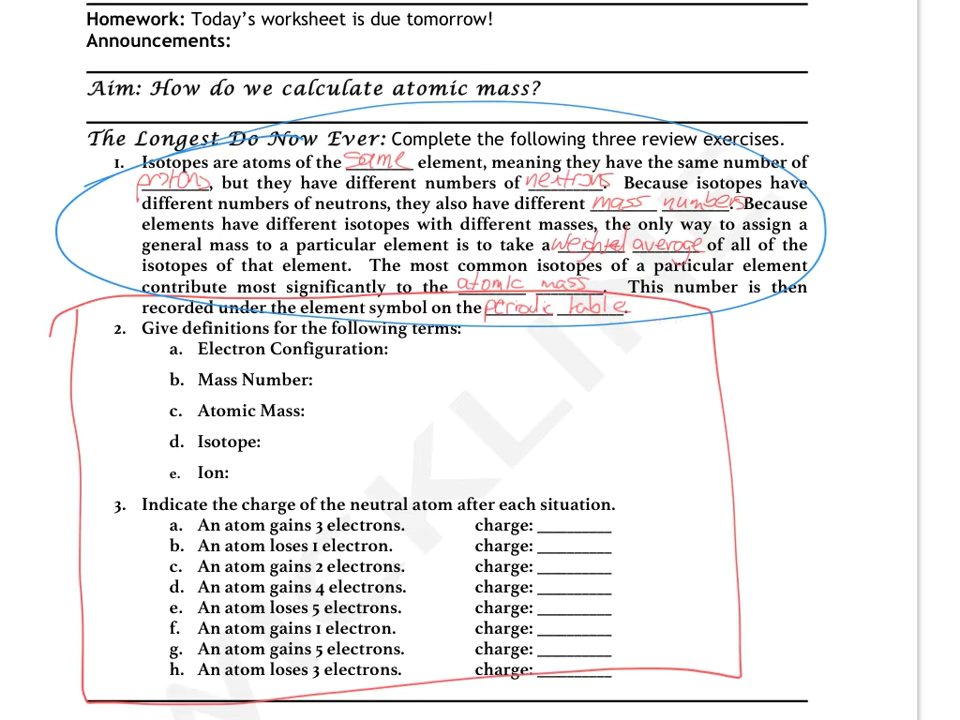 Homework: Today's worksheet is due tomorrow!
Announcements:
Aim: How do we calculate atomic mass?
The Longest Do Now Ever: Complete the following three review exercises.
1. Isotopes are atoms of the same element, meaning they have the same number of
protons, but they have different numbers of neutrons. Because isotopes have
different numbers of neutrons, they also have different mass numbers. Because
elements have different isotopes with different masses, the only way to assign a
general mass to a particular element is to take a weighted average of all of the
isotopes of that element. The most common isotopes of a particular element
contribute most significantly to the atomic mass. This number is then
recorded under the element symbol on the periodic table.
2. Give definitions for the following terms:
a. Electron Configuration:
b. Mass Number:
c. Atomic Mass:
d. Isotope:
e. Ion:
3. Indicate the charge of the neutral atom after each situation.
a. An atom gains 3 electrons. charge: ________
b. An atom loses 1 electron. charge: ________
c. An atom gains 2 electrons. charge: ________
d. An atom gains 4 electrons. charge: ________
e. An atom loses 5 electrons. charge: ________
f. An atom gains 1 electron. charge: ________
g. An atom gains 5 electrons. charge: ________
h. An atom loses 3 electrons. charge: ________